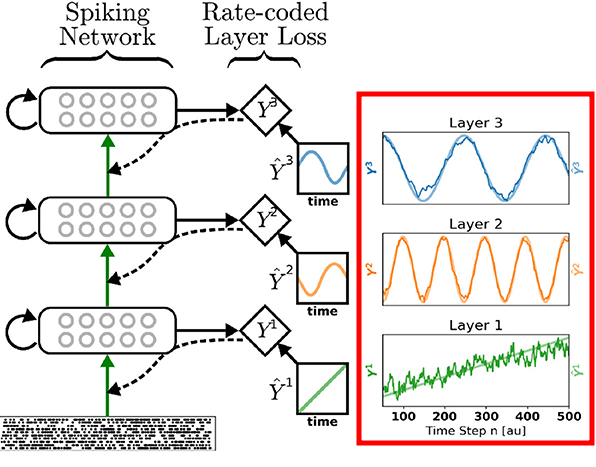 Spiking
Network
Rate-coded
Layer Loss
Y³
Ŷ³
time
Y²
Ŷ²
time
Y¹
Ŷ¹
time
Layer 3
Y³
Ŷ³
Layer 2
Y²
Ŷ²
Layer 1
Y¹
Ŷ¹
100 200 300 400 500
Time Step n [au]